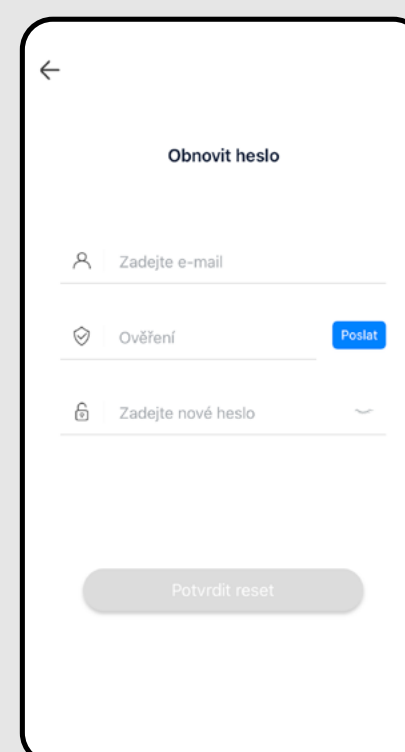 Obnovit heslo
Zadejte e-mail
Ověření
Poslat
Zadejte nové heslo
Potvrdit reset